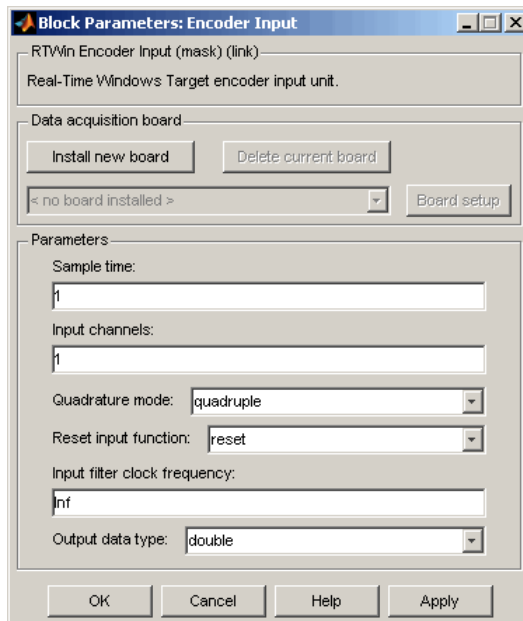 Block Parameters: Encoder Input
RTWin Encoder Input (mask) (link)
Real-Time Windows Target encoder input unit.
Data acquisition board
Install new board Delete current board
< no board installed > Board setup
Parameters
Sample time:
1
Input channels:
1
Quadrature mode: quadruple
Reset input function: reset
Input filter clock frequency:
Inf
Output data type: double
OK Cancel Help Apply